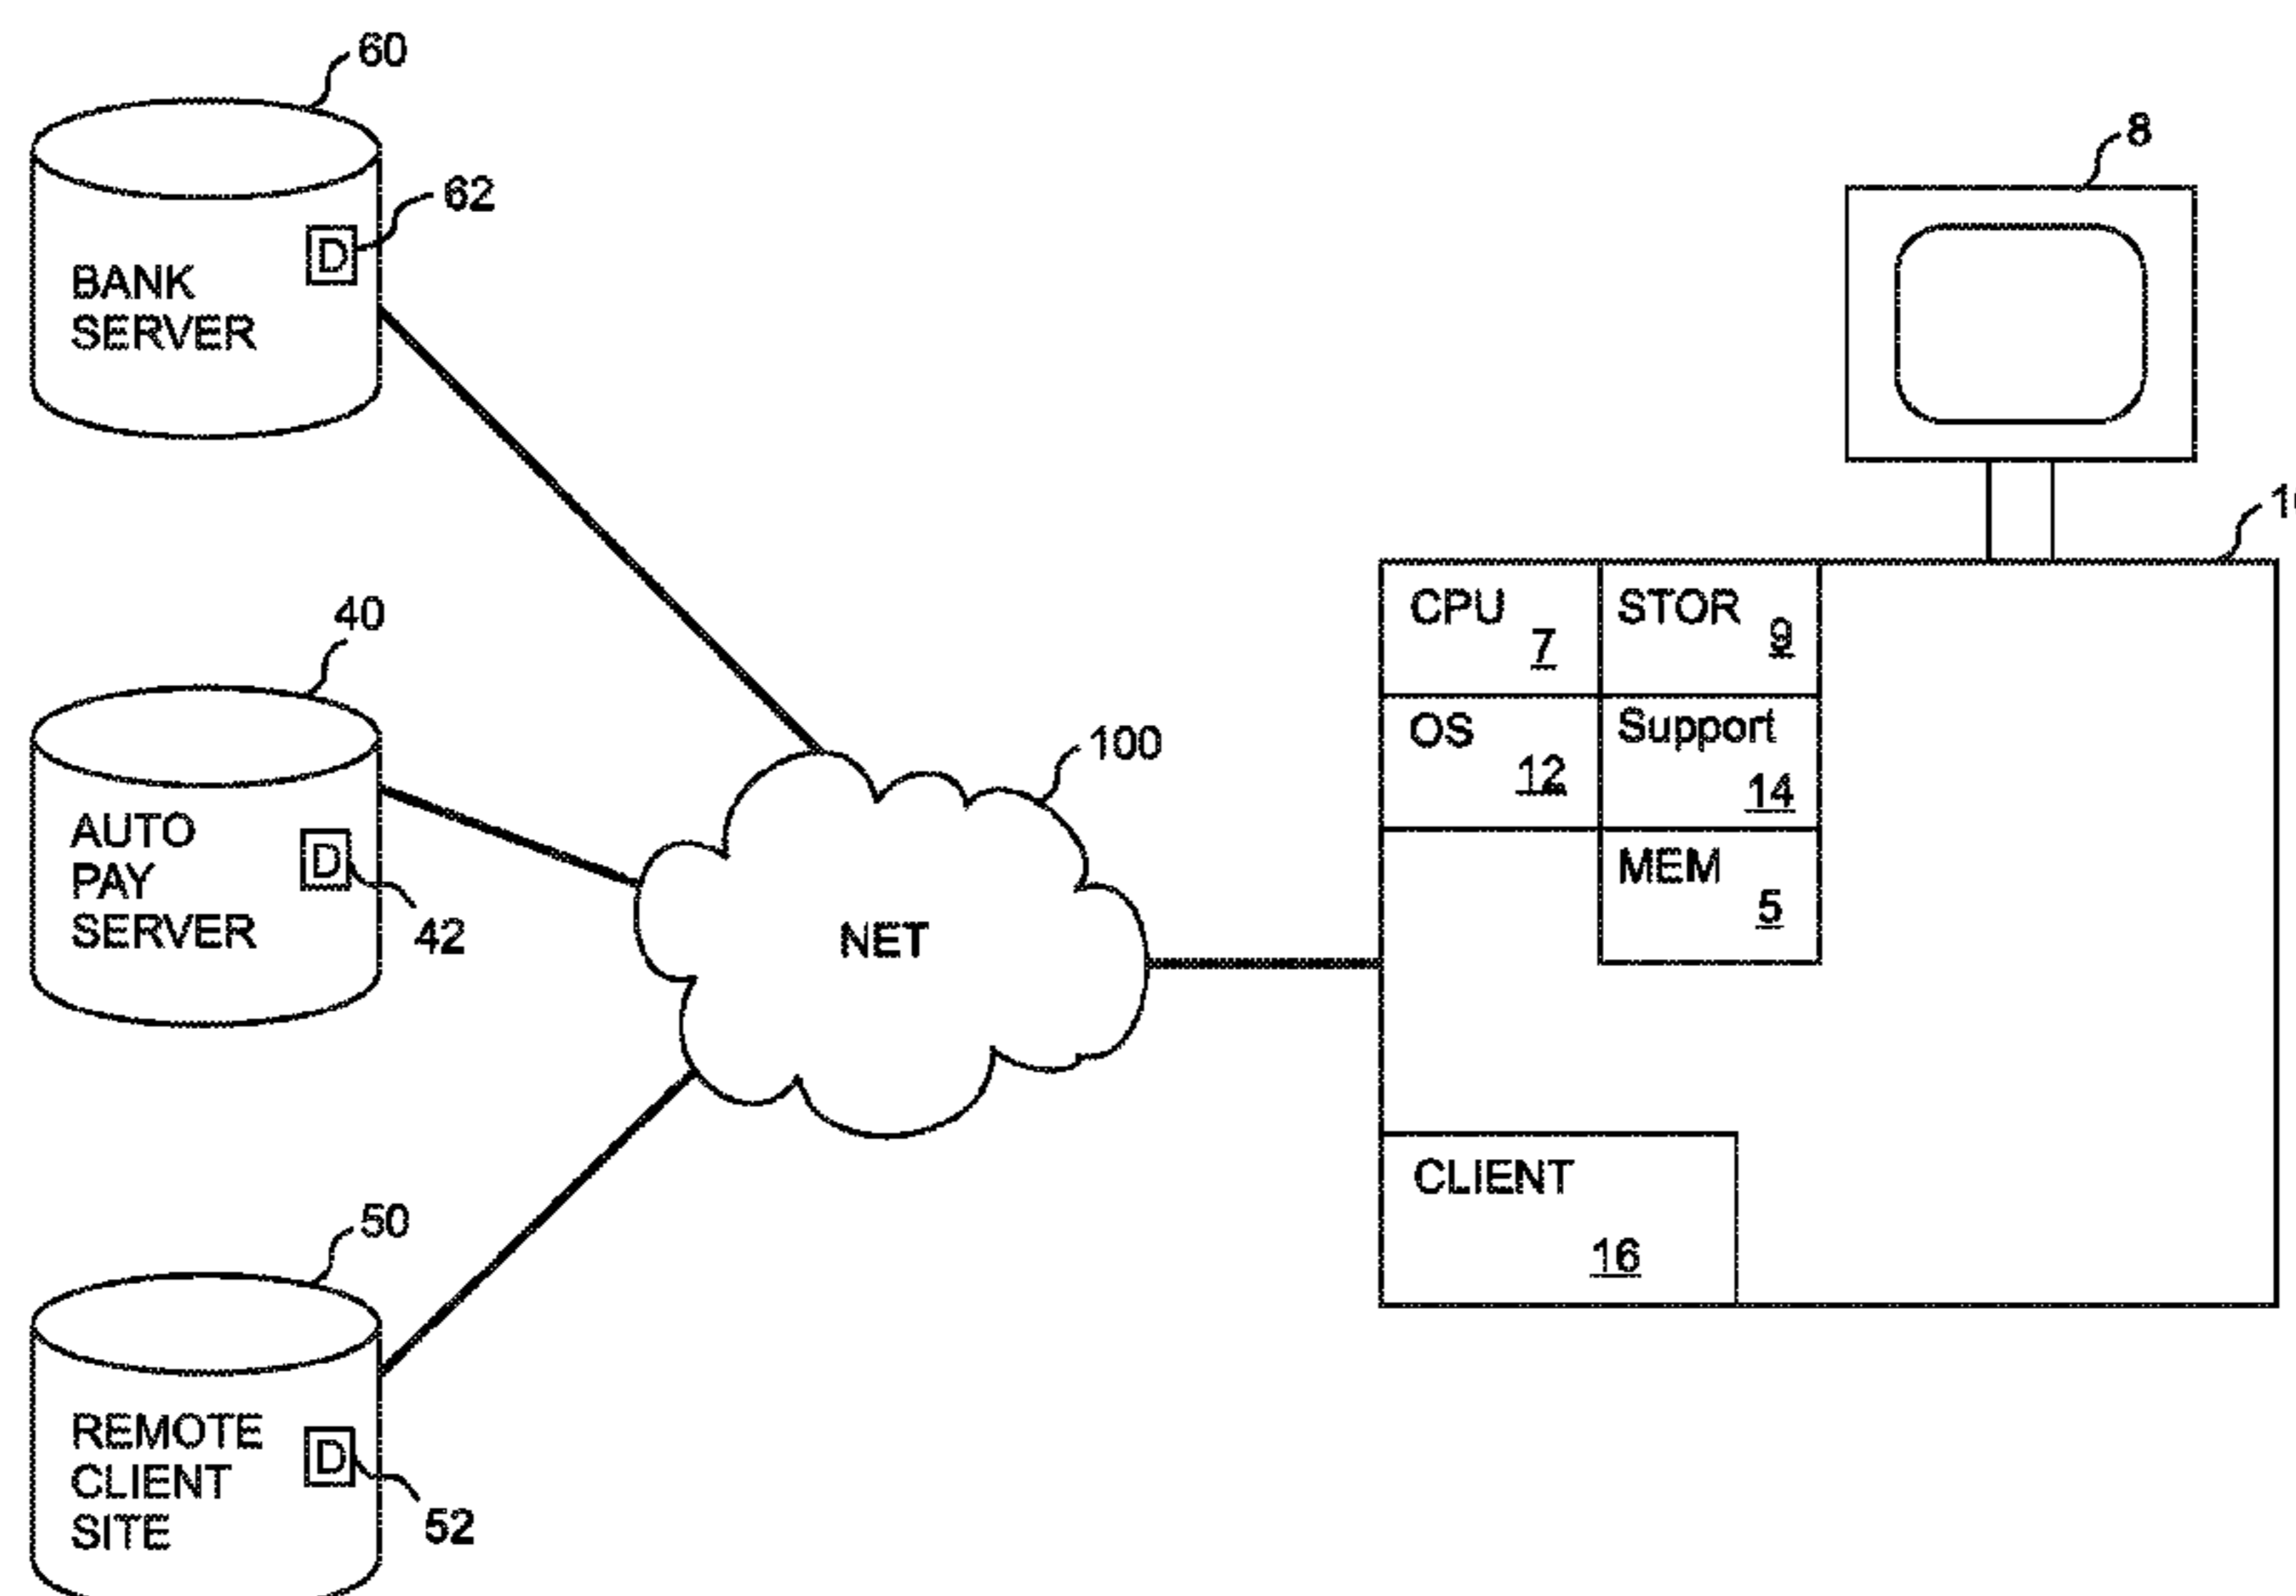 60
62
D
BANK
SERVER
8
40
AUTO
PAY
SERVER
D
42
100
NET
CPU
7
STOR
9
OS
12
Support
14
MEM
5
CLIENT
16
50
REMOTE
CLIENT
SITE
D
52